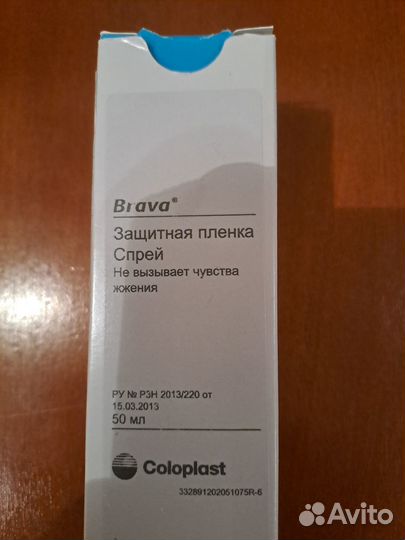 Brava®
Защитная пленка
Спрей
Не вызывает чувства
жжения
РУ № РЗН 2013/220 от
15.03.2013
50 мл
Coloplast
332891202051075R-6
Avito